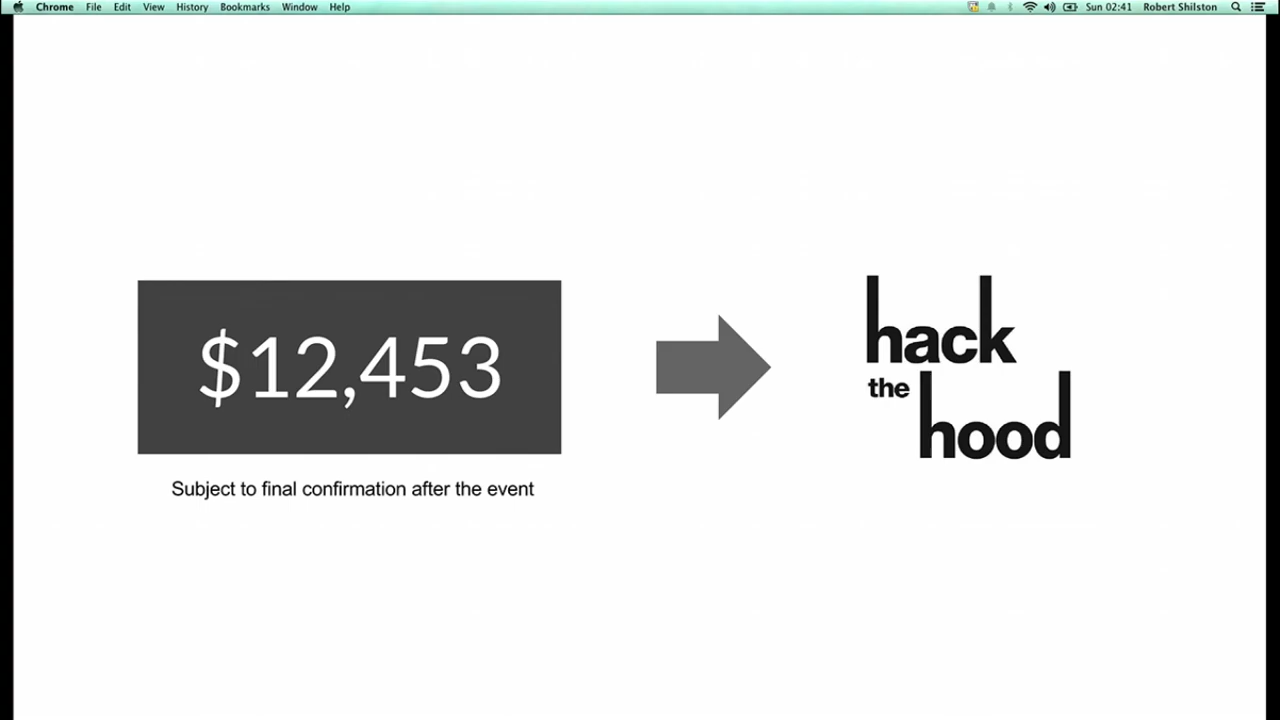 Chrome File Edit View History Bookmarks Window Help Sun 02:41 Robert Shilston
$12,453
Subject to final confirmation after the event
hack
the
hood